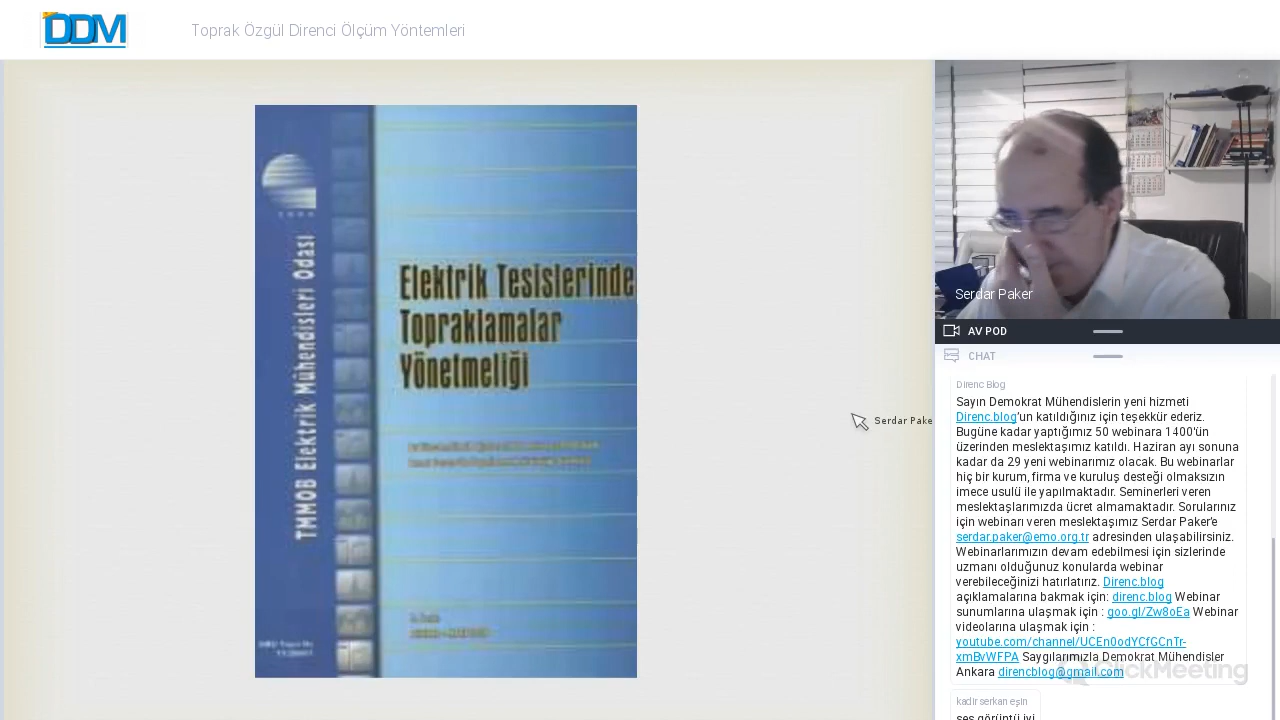 DDM
Toprak Özgül Direnci Ölçüm Yöntemleri
TMMOB Elektrik Mühendisleri Odası
Elektrik Tesislerinde
Topraklamalar
Yönetmeliği
Serdar Pake
Serdar Paker
AV POD
CHAT
Direnc Blog
Sayın Demokrat Mühendislerin yeni hizmeti
Direnc.blog'un katıldığınız için teşekkür ederiz.
Bugüne kadar yaptığımız 50 webinara 1400'ün
üzerinden meslektaşımız katıldı. Haziran ayı sonuna
kadar da 29 yeni webinarımız olacak. Bu webinarlar
hiç bir kurum, firma ve kuruluş desteği olmaksızın
imece usulü ile yapılmaktadır. Seminerleri veren
meslektaşlarımızda ücret almamaktadır. Sorularınız
için webinarı veren meslektaşımız Serdar Paker'e
serdar.paker@emo.org.tr adresinden ulaşabilirsiniz.
Webinarlarımızın devam edebilmesi için sizlerinde
uzmanı olduğunuz konularda webinar
verebileceğinizi hatırlatırız. Direnc.blog
açıklamalarına bakmak için: direnc.blog Webinar
sunumlarına ulaşmak için : goo.gl/Zw8oEa Webinar
videolarına ulaşmak için :
youtube.com/channel/UCEn0odYCfGCnTr-
xmBvWFPA Saygılarımızla Demokrat Mühendisler
Ankara direncblog@gmail.com
ClickMeeting
kadir serkan eşin
ses görüntü iyi